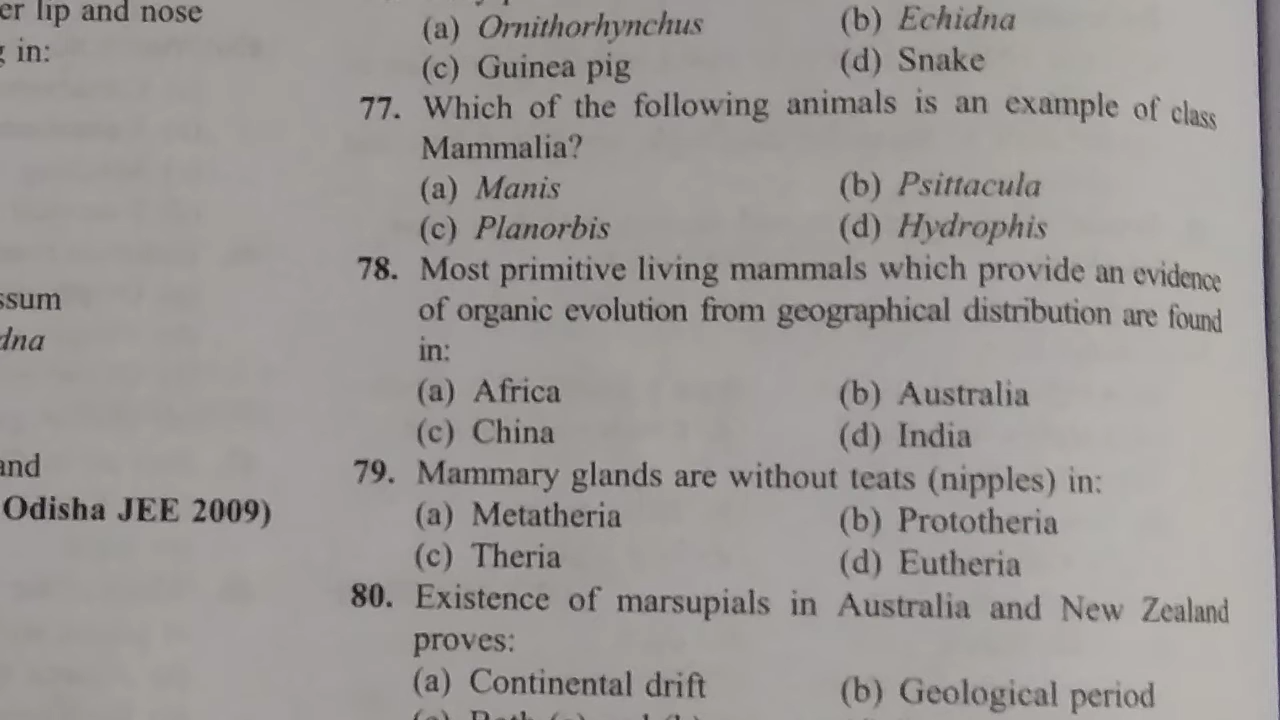 er lip and nose
in:
ssum
dna
and
Odisha JEE 2009)
(a) Ornithorhynchus (b) Echidna
(c) Guinea pig (d) Snake
77. Which of the following animals is an example of class
Mammalia?
(a) Manis (b) Psittacula
(c) Planorbis (d) Hydrophis
78. Most primitive living mammals which provide an evidence
of organic evolution from geographical distribution are found
in:
(a) Africa (b) Australia
(c) China (d) India
79. Mammary glands are without teats (nipples) in:
(a) Metatheria (b) Prototheria
(c) Theria (d) Eutheria
80. Existence of marsupials in Australia and New Zealand
proves:
(a) Continental drift (b) Geological period